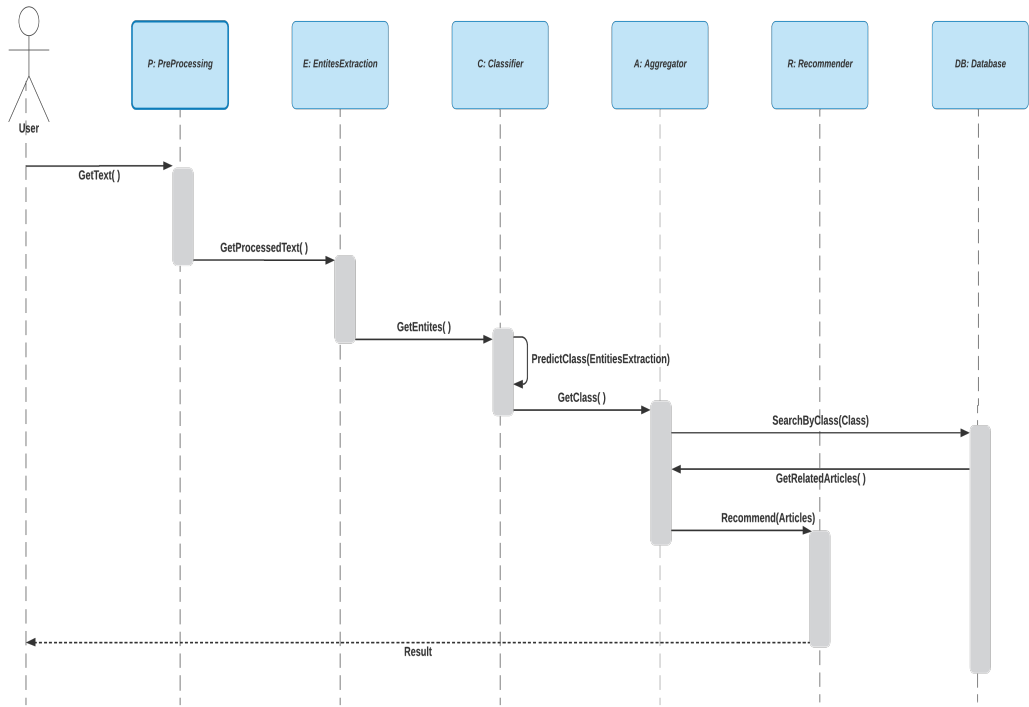 P: PreProcessing
E: EntitesExtraction
C: Classifier
A: Aggregator
R: Recommender
DB: Database
User
GetText( )
GetProcessedText( )
GetEntites( )
PredictClass(EntitiesExtraction)
GetClass( )
SearchByClass(Class)
GetRelatedArticles( )
Recommend(Articles)
Result